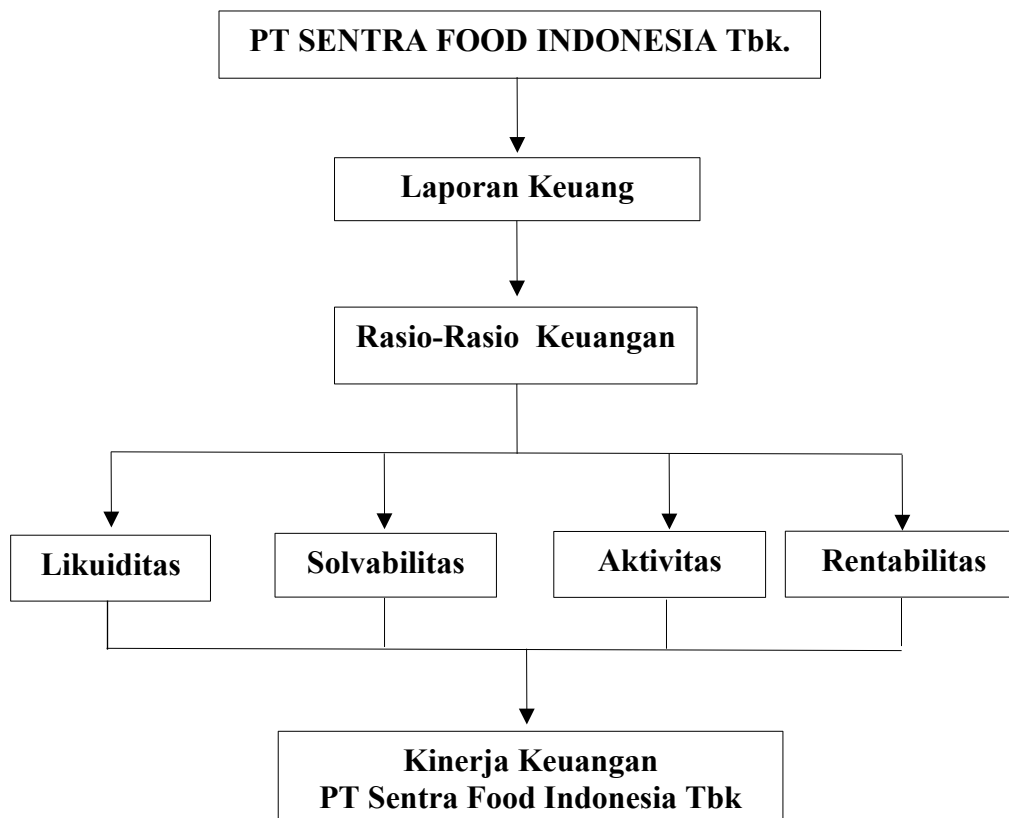 PT SENTRA FOOD INDONESIA Tbk.
Laporan Keuang
Rasio-Rasio Keuangan
Likuiditas
Solvabilitas
Aktivitas
Rentabilitas
Kinerja Keuangan
PT Sentra Food Indonesia Tbk